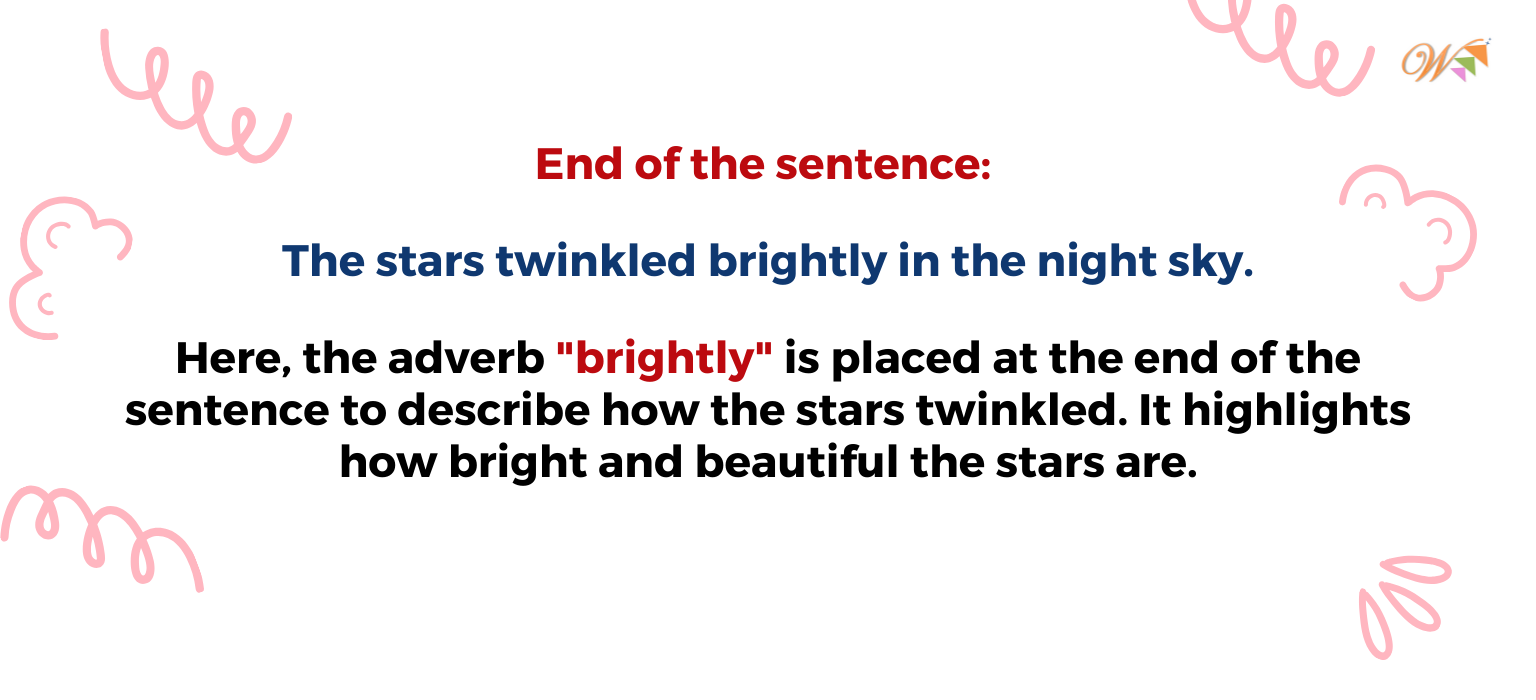 W
End of the sentence:
The stars twinkled brightly in the night sky.
Here, the adverb "brightly" is placed at the end of the
sentence to describe how the stars twinkled. It highlights
how bright and beautiful the stars are.